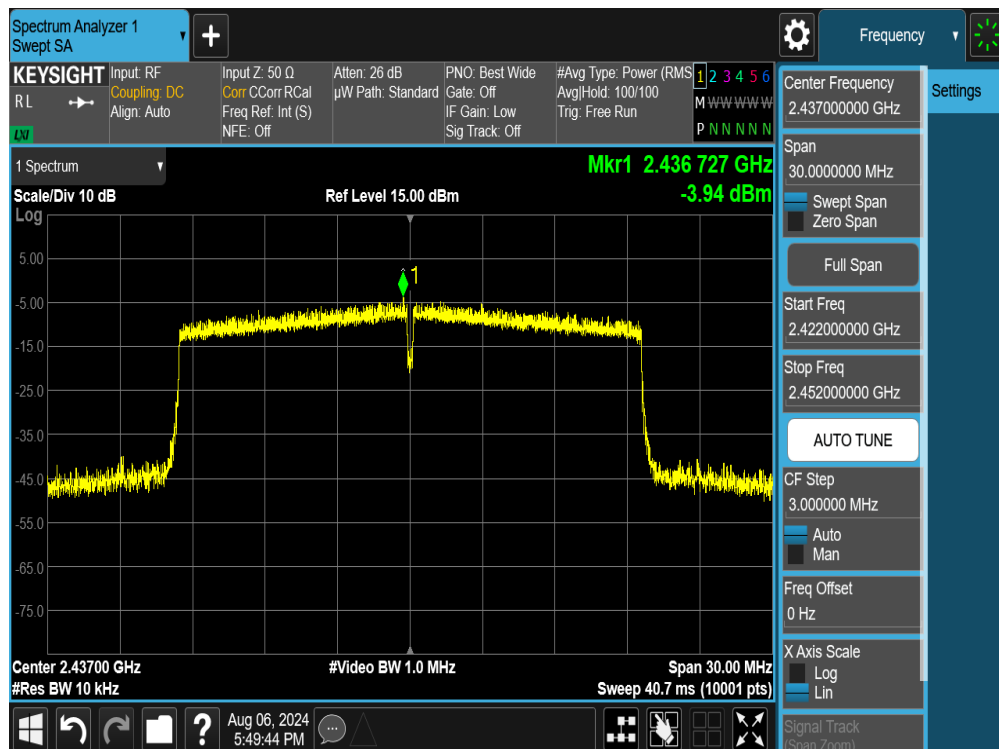 Spectrum Analyzer 1
Swept SA
+
Frequency
KEYSIGHT
RL
LXI
Input: RF
Coupling: DC
Align: Auto
Input Z: 50 Ω
Corr CCorr RCal
Freq Ref: Int (S)
NFE: Off
Atten: 26 dB
µW Path: Standard
PNO: Best Wide
Gate: Off
IF Gain: Low
Sig Track: Off
#Avg Type: Power (RMS
Avg|Hold: 100/100
Trig: Free Run
1 2 3 4 5 6
M W W W W W
P N N N N N
1 Spectrum
Scale/Div 10 dB
Ref Level 15.00 dBm
Mkr1 2.436 727 GHz
-3.94 dBm
Log
1
5.00
-5.00
-15.0
-25.0
-35.0
-45.0
-55.0
-65.0
-75.0
Center 2.43700 GHz
#Video BW 1.0 MHz
Span 30.00 MHz
#Res BW 10 kHz
Sweep 40.7 ms (10001 pts)
Center Frequency
2.437000000 GHz
Span
30.0000000 MHz
Swept Span
Zero Span
Full Span
Start Freq
2.422000000 GHz
Stop Freq
2.452000000 GHz
AUTO TUNE
CF Step
3.000000 MHz
Auto
Man
Freq Offset
0 Hz
X Axis Scale
Log
Lin
Signal Track
(Span Zoom)
Settings
?
Aug 06, 2024
5:49:44 PM